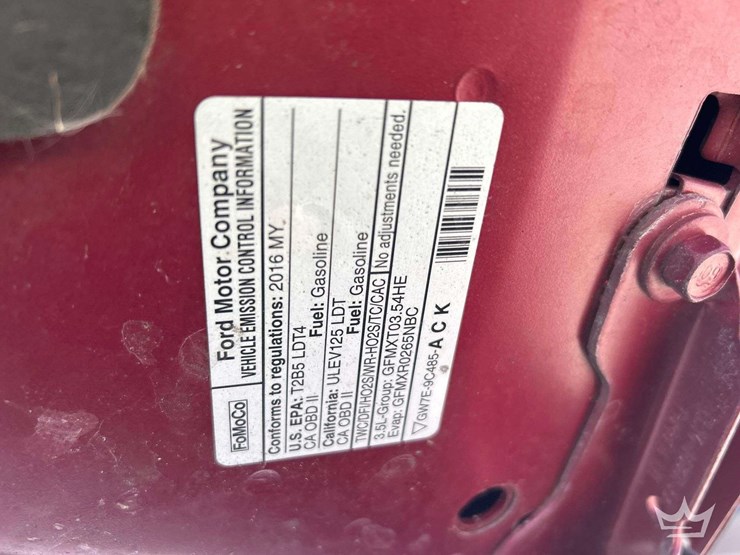 FoMoCo
Ford Motor Company
VEHICLE EMISSION CONTROL INFORMATION
Conforms to regulations: 2016 MY
U.S. EPA: T2B5 LDT4
CA OBD II Fuel: Gasoline
California: ULEV125 LDT
CA OBD II Fuel: Gasoline
TWC/DFI/HO2S/WR-HO2S/TC/CAC No adjustments needed.
3.5L-Group: GFMXT03.54HE
Evap: GFMXR0265NBC
▽GW7E-9C485-ACK